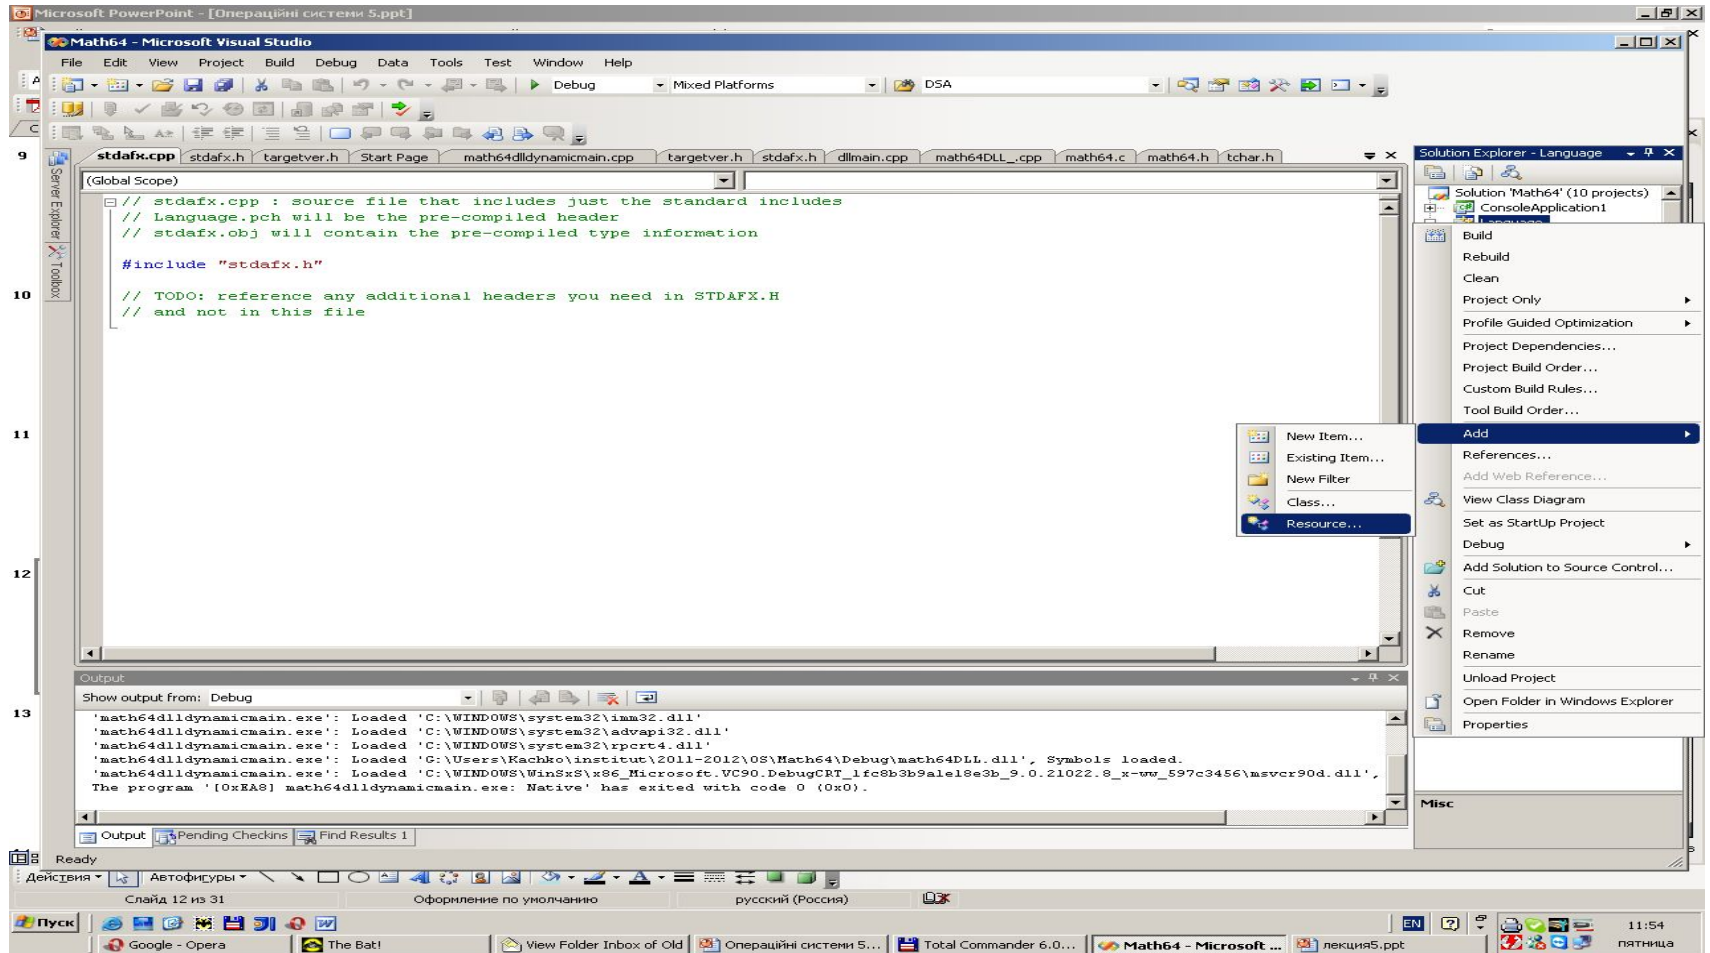 Microsoft PowerPoint - [Операційні системи 5.ppt]
Math64 - Microsoft Visual Studio
File Edit View Project Build Debug Data Tools Test Window Help
Debug Mixed Platforms DSA
stdafx.cpp stdafx.h targetver.h Start Page math64dlldynamicmain.cpp targetver.h stdafx.h dllmain.cpp math64DLL_.cpp math64.c math64.h tchar.h
Solution Explorer - Language
(Global Scope)
Server Explorer
Toolbox
// stdafx.cpp : source file that includes just the standard includes
// Language.pch will be the pre-compiled header
// stdafx.obj will contain the pre-compiled type information
#include "stdafx.h"
// TODO: reference any additional headers you need in STDAFX.H
// and not in this file
Solution 'Math64' (10 projects)
ConsoleApplication1
Language
Build
Rebuild
Clean
Project Only
Profile Guided Optimization
Project Dependencies...
Project Build Order...
Custom Build Rules...
Tool Build Order...
Add
References...
Add Web Reference...
View Class Diagram
Set as StartUp Project
Debug
Add Solution to Source Control...
Cut
Paste
Remove
Rename
Unload Project
Open Folder in Windows Explorer
Properties
New Item...
Existing Item...
New Filter
Class...
Resource...
9
10
11
12
13
Output
Show output from: Debug
'math64dlldynamicmain.exe': Loaded 'C:\WINDOWS\system32\imm32.dll'
'math64dlldynamicmain.exe': Loaded 'C:\WINDOWS\system32\advapi32.dll'
'math64dlldynamicmain.exe': Loaded 'C:\WINDOWS\system32\rpcrt4.dll'
'math64dlldynamicmain.exe': Loaded 'G:\Users\Kachko\institut\2011-2012\OS\Math64\Debug\math64DLL.dll', Symbols loaded.
'math64dlldynamicmain.exe': Loaded 'C:\WINDOWS\WinSxS\x86_Microsoft.VC90.DebugCRT_1fc8b3b9a1e18e3b_9.0.21022.8_x-ww_597c3456\msvcr90d.dll',
The program '[0xEA8] math64dlldynamicmain.exe: Native' has exited with code 0 (0x0).
Misc
Output Pending Checkins Find Results 1
Ready
Действия Автофигуры
Слайд 12 из 31 Оформление по умолчанию русский (Россия)
Пуск EN 11:54
Google - Opera The Bat! View Folder Inbox of Old Операційні системи 5... Total Commander 6.0... Math64 - Microsoft ... лекция5.ppt пятница